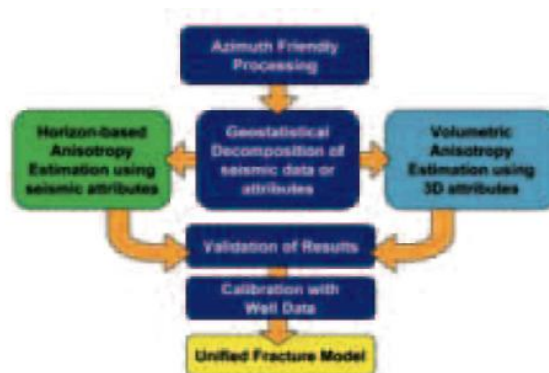 Azimuth Friendly
Processing
Horizon-based
Anisotropy
Estimation using
seismic attributes
Geostatistical
Decomposition of
seismic data or
attributes
Volumetric
Anisotropy
Estimation using
3D attributes
Validation of Results
Calibration with
Well Data
Unified Fracture Model